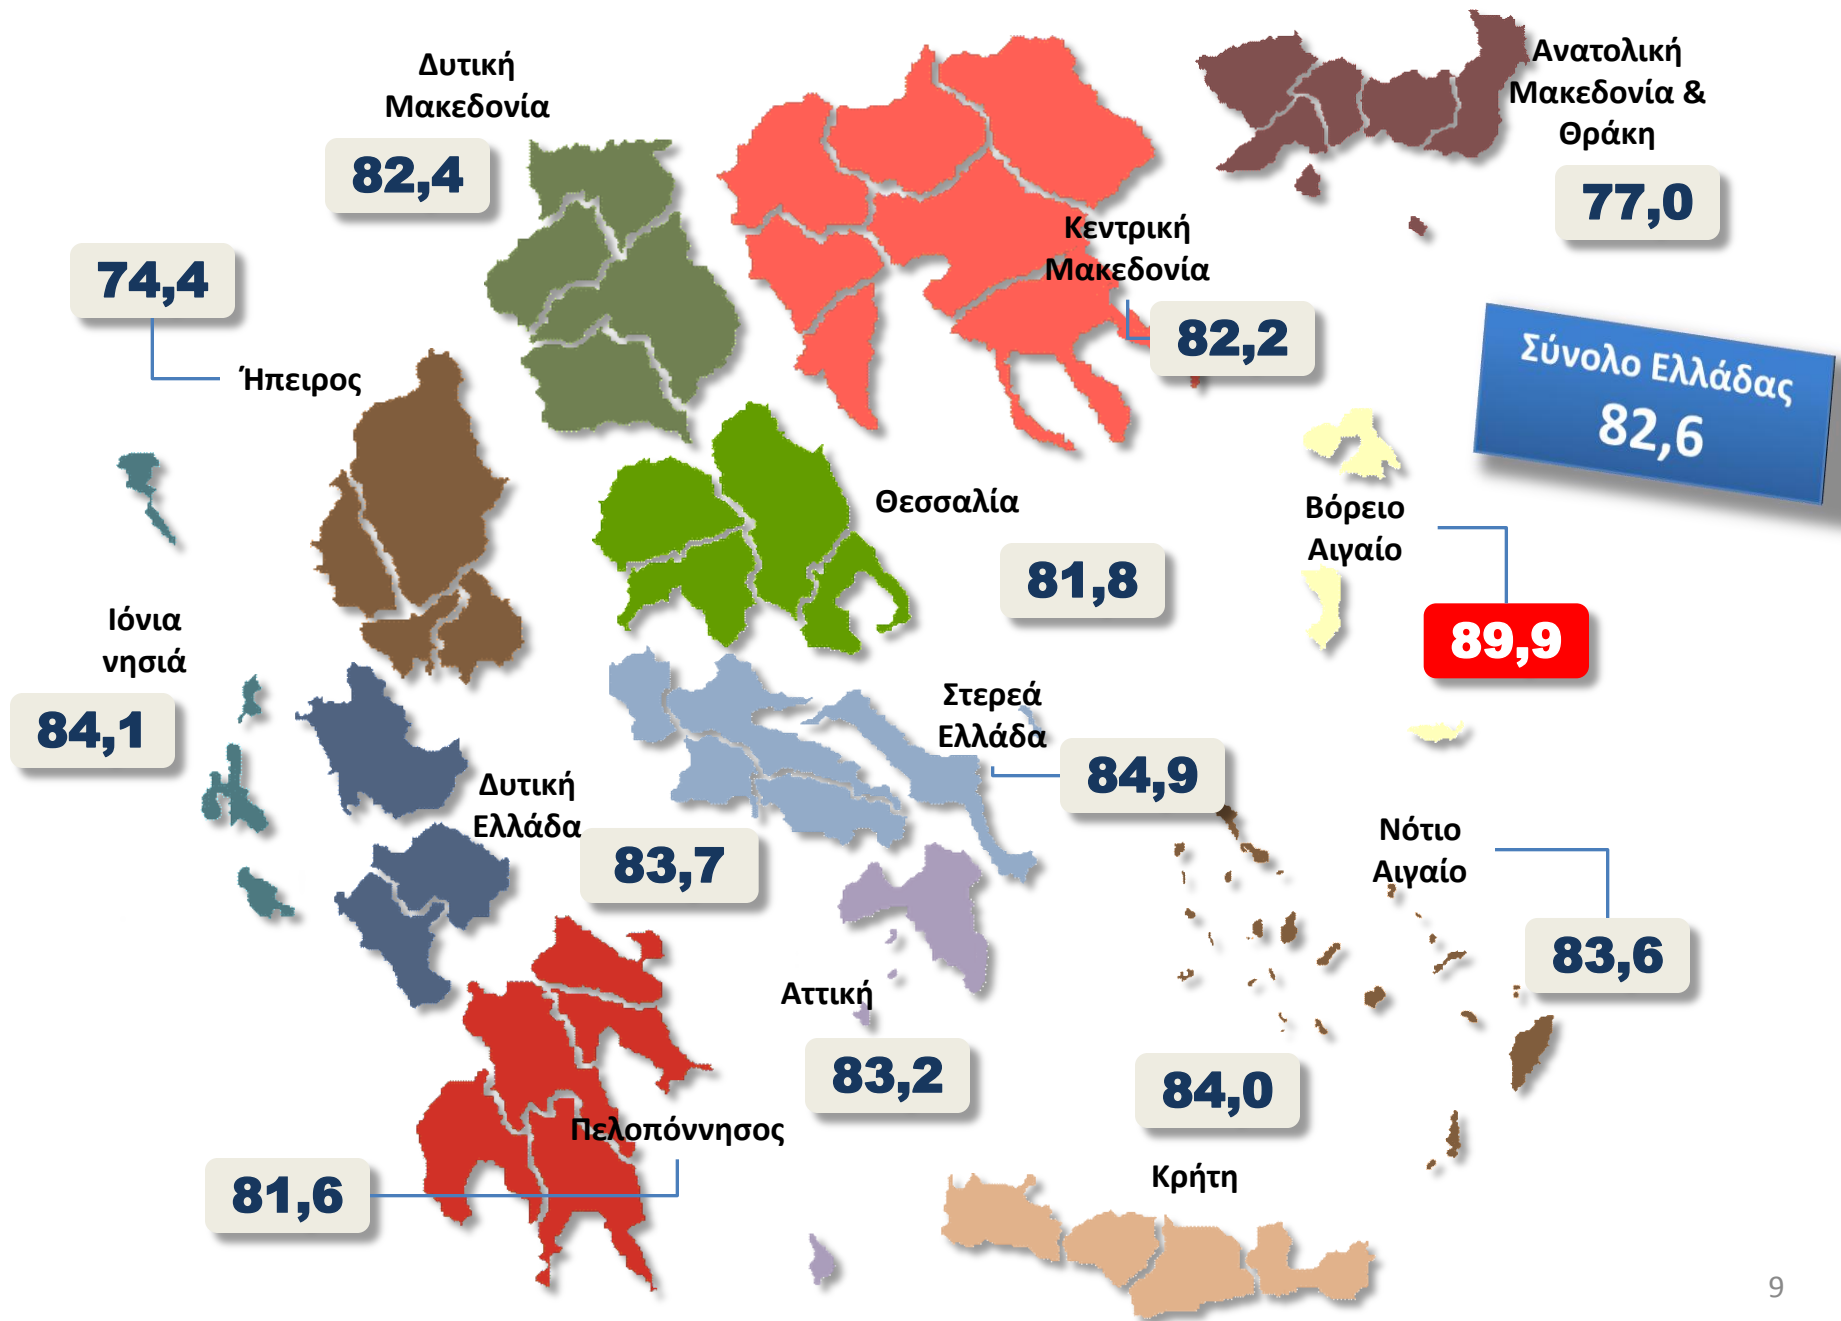 Δυτική
Μακεδονία
82,4
Ανατολική
Μακεδονία &
Θράκη
77,0
Κεντρική
Μακεδονία
82,2
74,4
Ήπειρος
Σύνολο Ελλάδας
82,6
Θεσσαλία
81,8
Βόρειο
Αιγαίο
89,9
Ιόνια
νησιά
84,1
Στερεά
Ελλάδα
84,9
Δυτική
Ελλάδα
83,7
Νότιο
Αιγαίο
83,6
Αττική
83,2
84,0
Κρήτη
Πελοπόννησος
81,6
9